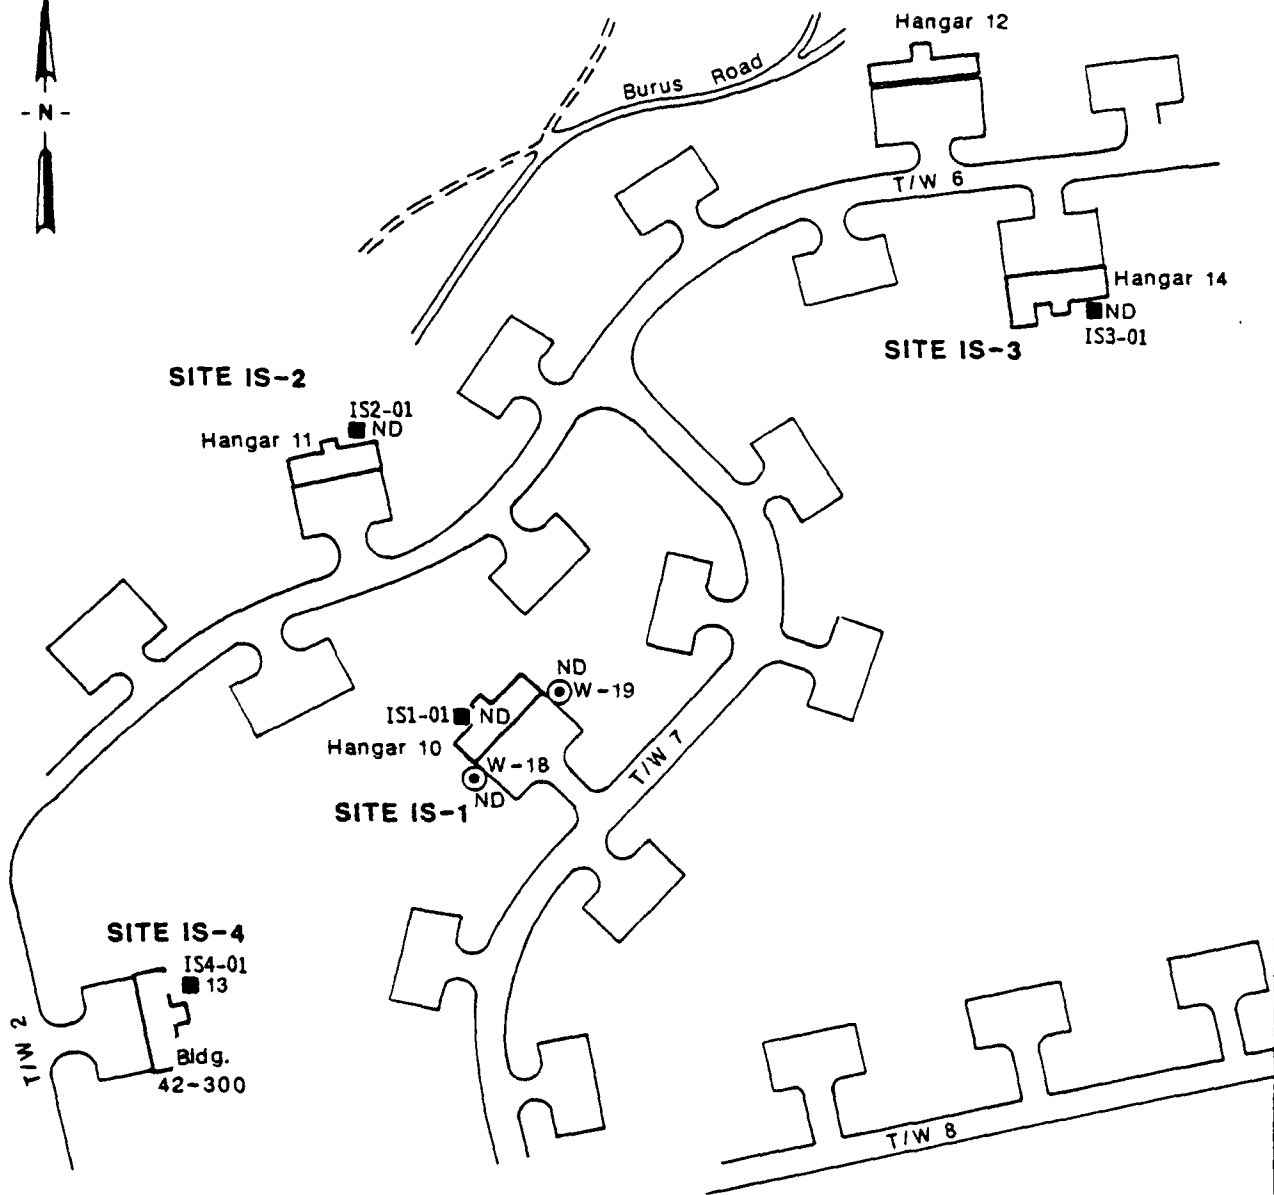 Hangar 12
Burus Road
- N -
T/W 6
Hangar 14
ND
IS3-01
SITE IS-3
SITE IS-2
IS2-01
ND
Hangar 11
ND
W-19
IS1-01
ND
Hangar 10
W-18
ND
SITE IS-1
T/W 7
SITE IS-4
IS4-01
13
T/W 2
Bldg.
42-300
T/W 8